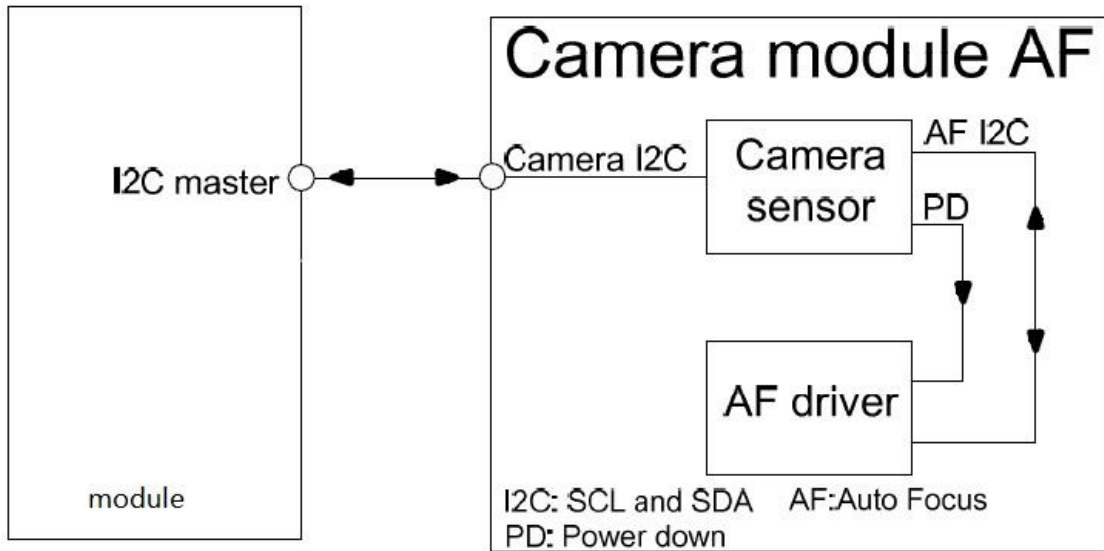 Camera module AF
I2C master
Camera I2C
Camera
sensor
AF I2C
PD
AF driver
module
I2C: SCL and SDA AF:Auto Focus
PD: Power down